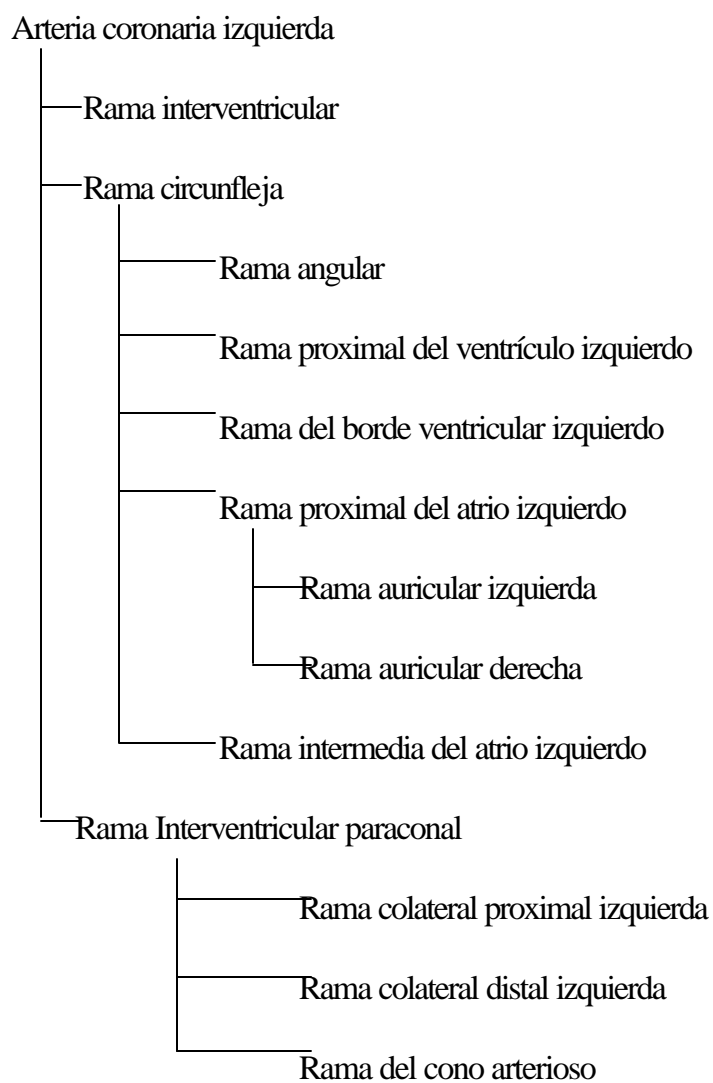 Arteria coronaria izquierda
Rama interventricular
Rama circunfleja
Rama angular
Rama proximal del ventrículo izquierdo
Rama del borde ventricular izquierdo
Rama proximal del atrio izquierdo
Rama auricular izquierda
Rama auricular derecha
Rama intermedia del atrio izquierdo
Rama Interventricular paraconal
Rama colateral proximal izquierda
Rama colateral distal izquierda
Rama del cono arterioso